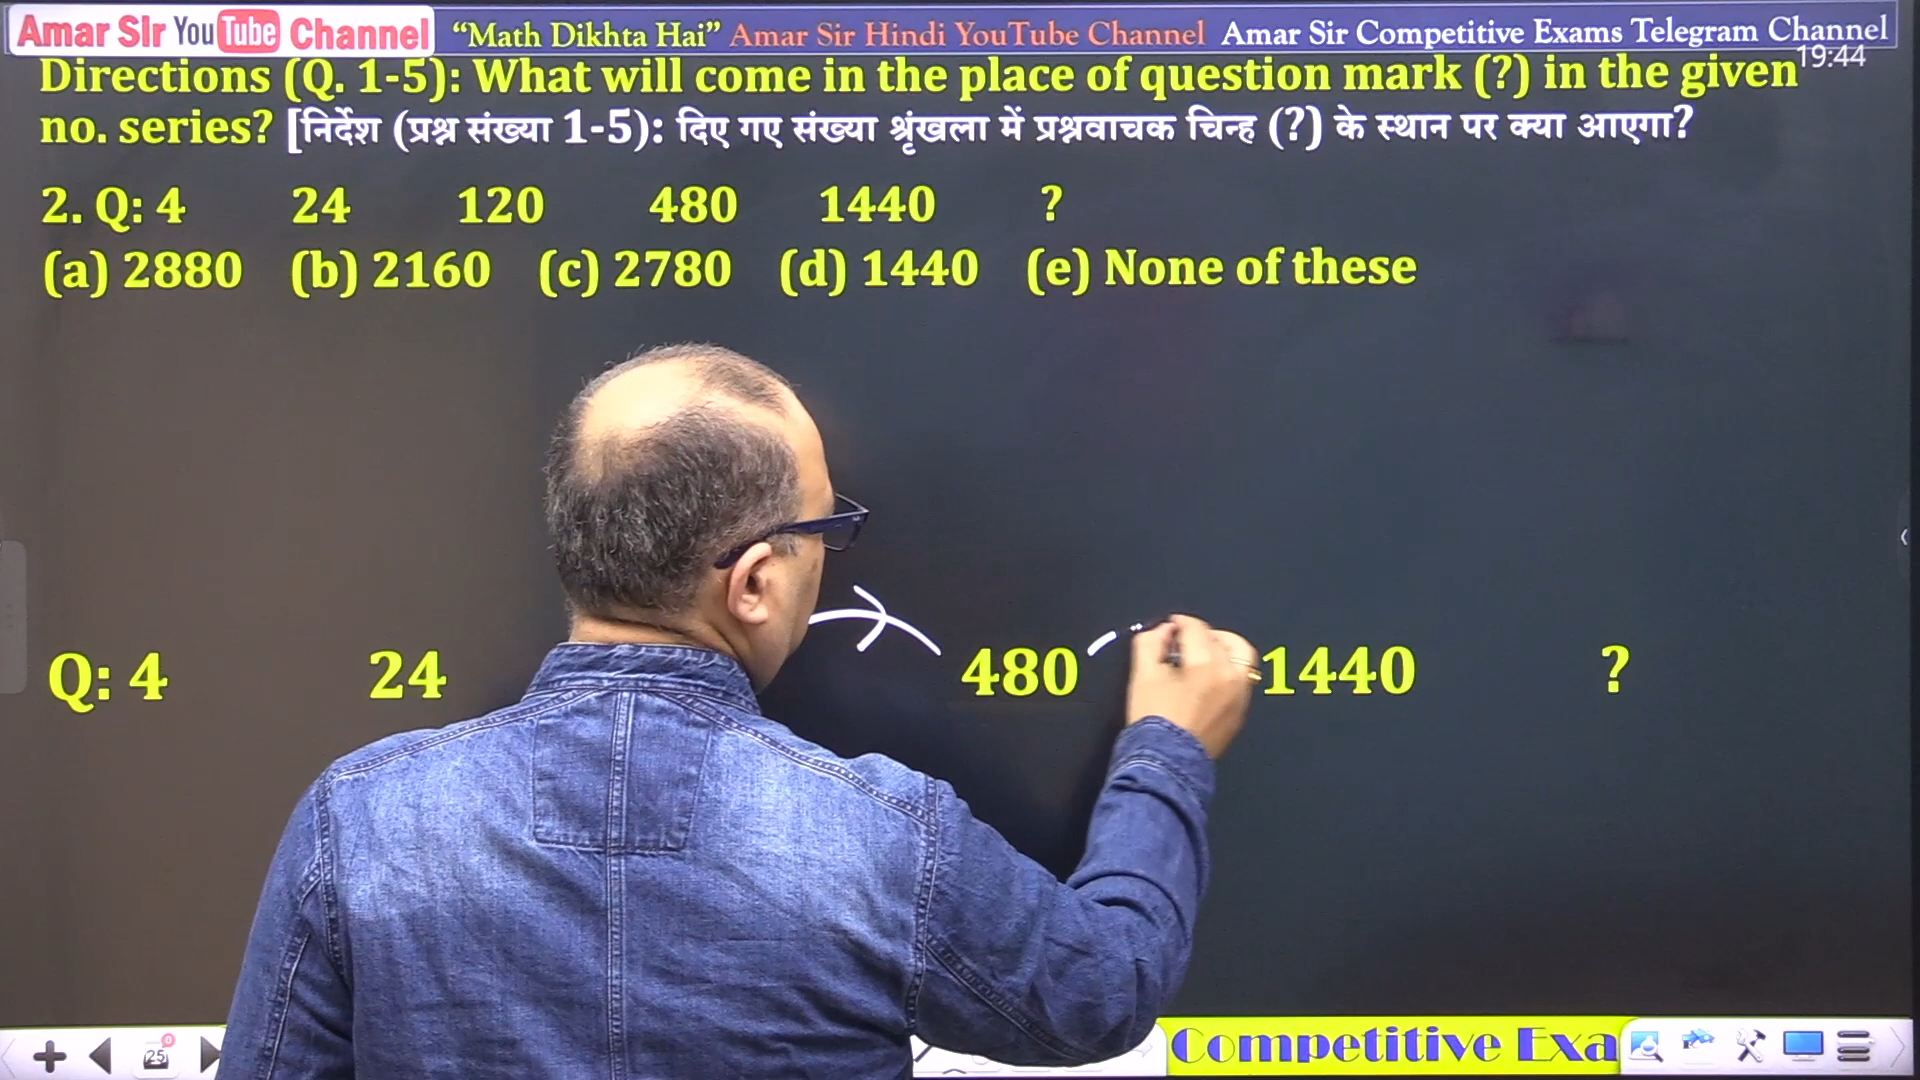 Amar SIr YouTube Channel “Math Dikhta Hai” Amar Sir Hindi YouTube Channel Amar Sir Competitive Exams Telegram Channel
19:44
Directions (Q. 1-5): What will come in the place of question mark (?) in the given
no. series? [निर्देश (प्रश्न संख्या 1-5): दिए गए संख्या श्रृंखला में प्रश्नवाचक चिन्ह (?) के स्थान पर क्या आएगा?
2. Q: 4 24 120 480 1440 ?
(a) 2880 (b) 2160 (c) 2780 (d) 1440 (e) None of these
Q: 4 24 480 1440 ?
25 0 Competitive Exa